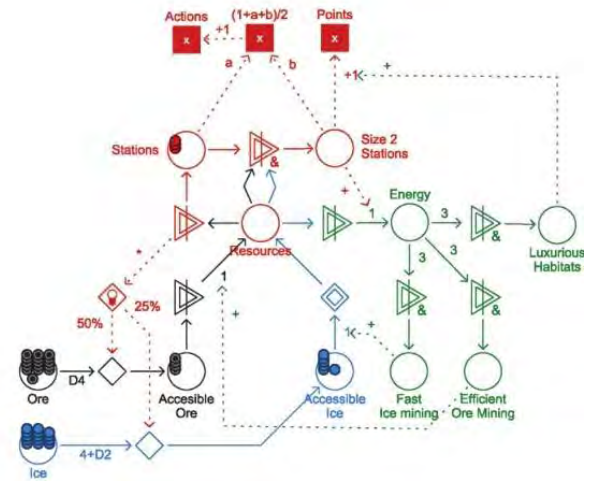 Actions
(1+a+b)/2
Points
x
+1
x
x
a
b
+1
+
Stations
&
Size 2
Stations
+
Energy
1
3
&
Resources
Luxurious
Habitats
*
1
3
3
25%
50%
+
&
&
1
+
D4
Ore
Accesible
Ore
Accessible
Ice
Fast
Ice mining
Efficient
Ore Mining
4+D2
Ice